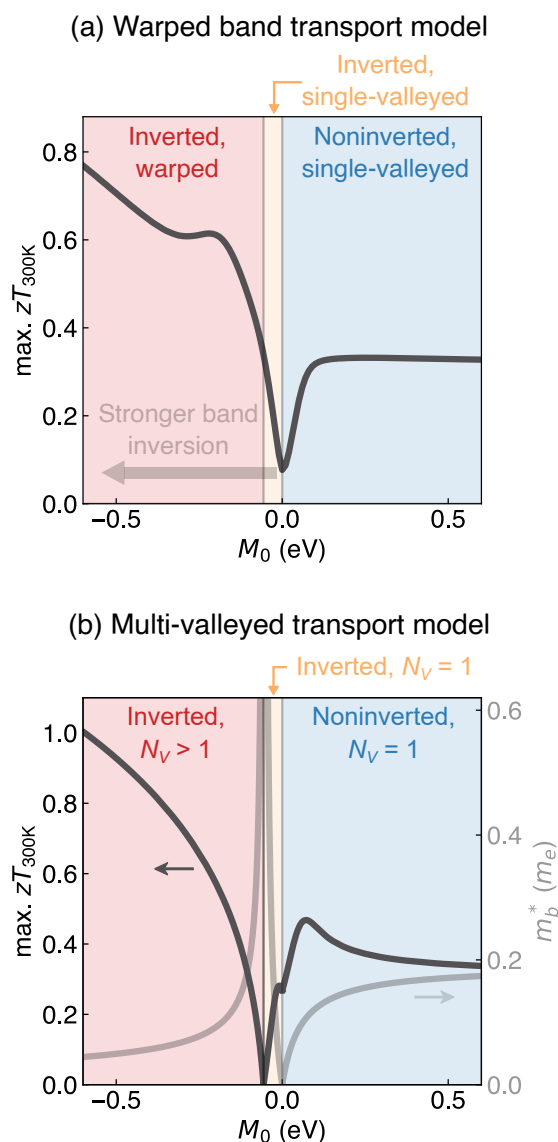 (a) Warped band transport model
Inverted,
single-valleyed
Inverted,
warped
Noninverted,
single-valleyed
max. zT300K
0.8
0.6
0.4
0.2
0.0
Stronger band
inversion
−0.5
0.0
0.5
M0 (eV)
(b) Multi-valleyed transport model
Inverted, NV = 1
Inverted,
NV > 1
Noninverted,
NV = 1
max. zT300K
1.0
0.8
0.6
0.4
0.2
0.0
0.6
0.4
0.2
0.0
mb* (me)
−0.5
0.0
0.5
M0 (eV)